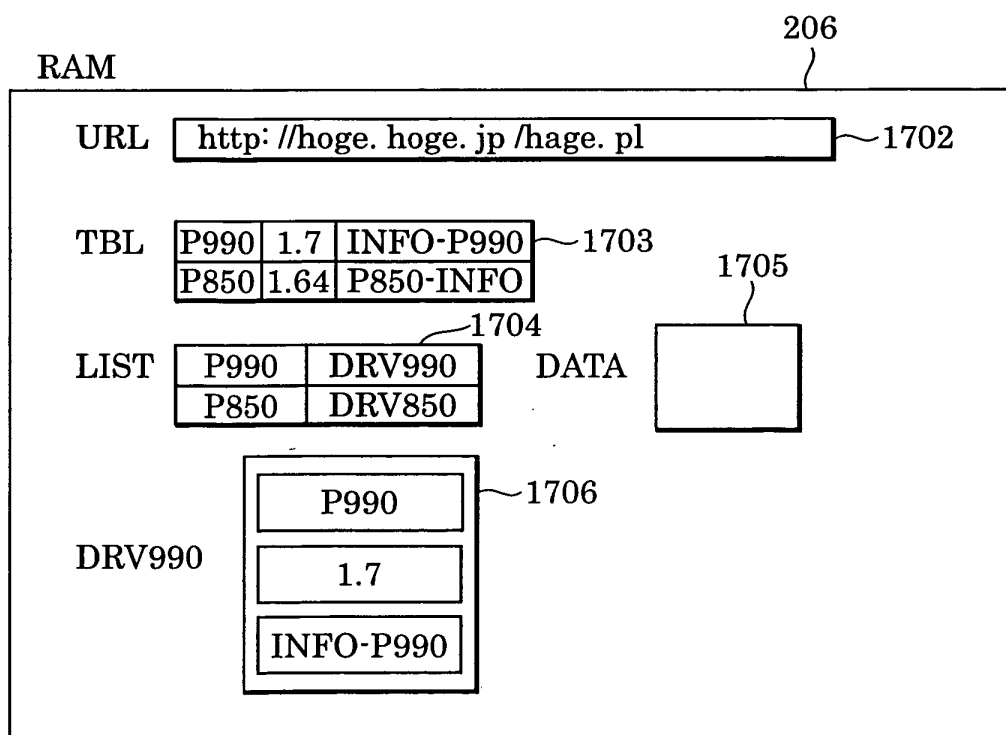 206
RAM
URL http: //hoge. hoge. jp /hage. pl 1702
TBL P990 1.7 INFO-P990 1703
P850 1.64 P850-INFO
1705
1704
LIST P990 DRV990 DATA
P850 DRV850
P990 1706
DRV990 1.7
INFO-P990